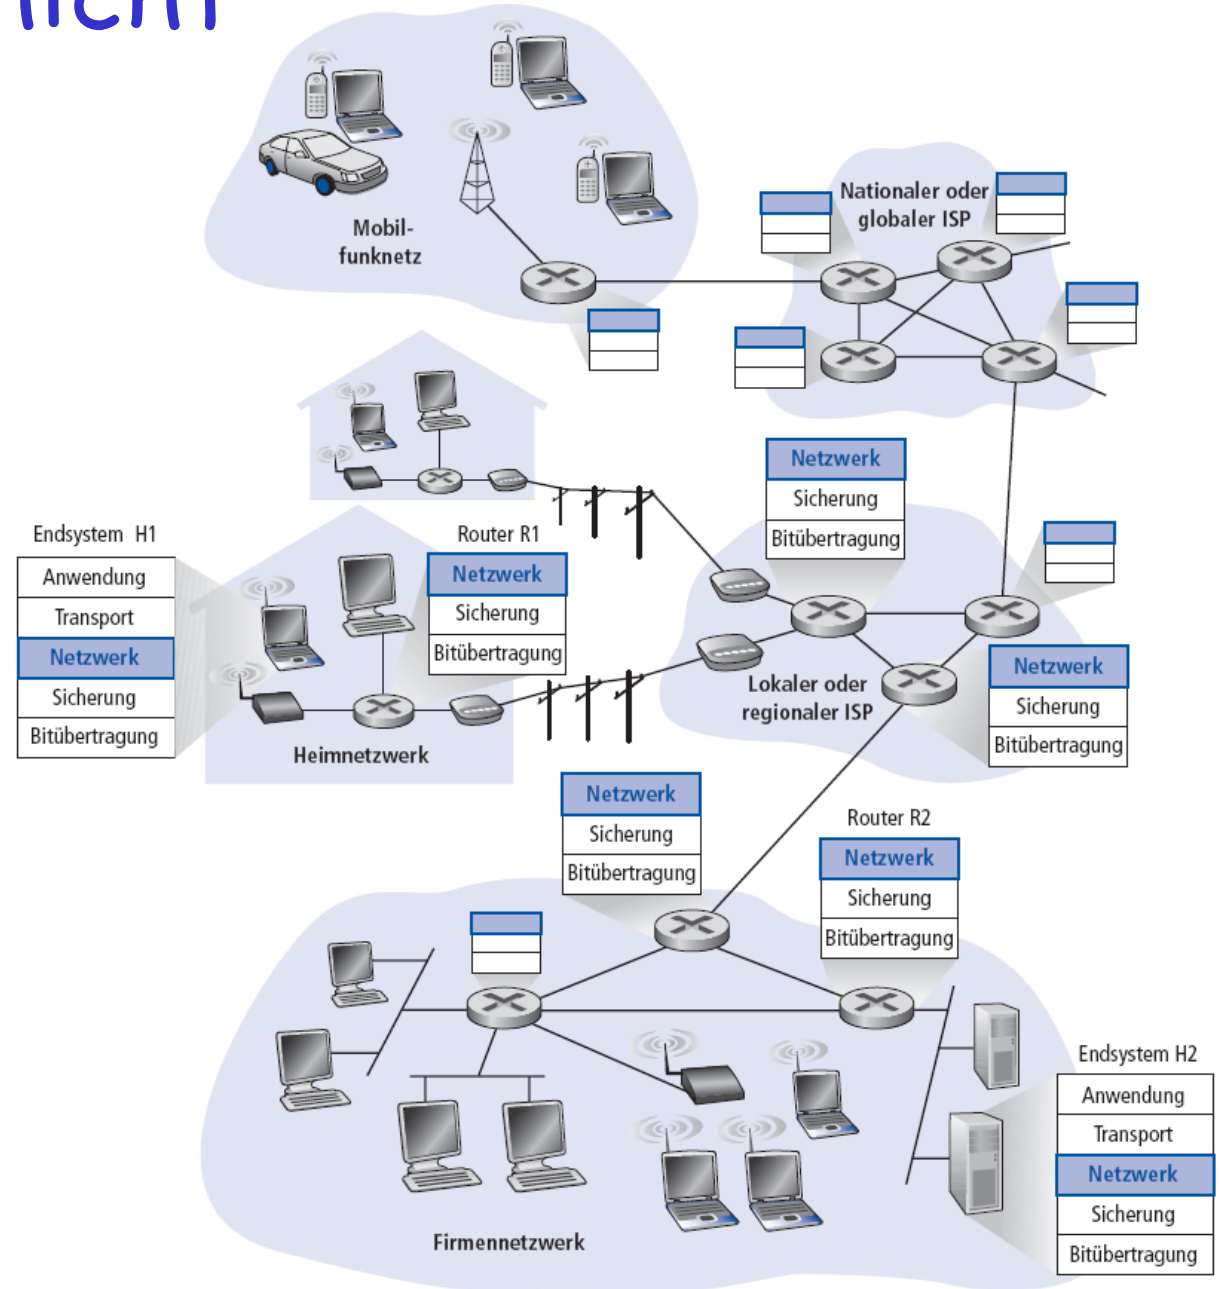 Mobil-
funknetz
Nationaler oder
globaler ISP
Netzwerk
Sicherung
Bitübertragung
Endsystem H1
Anwendung
Transport
Netzwerk
Sicherung
Bitübertragung
Router R1
Netzwerk
Sicherung
Bitübertragung
Heimnetzwerk
Lokaler oder
regionaler ISP
Netzwerk
Sicherung
Bitübertragung
Netzwerk
Sicherung
Bitübertragung
Router R2
Netzwerk
Sicherung
Bitübertragung
Endsystem H2
Anwendung
Transport
Netzwerk
Sicherung
Bitübertragung
Firmennetzwerk